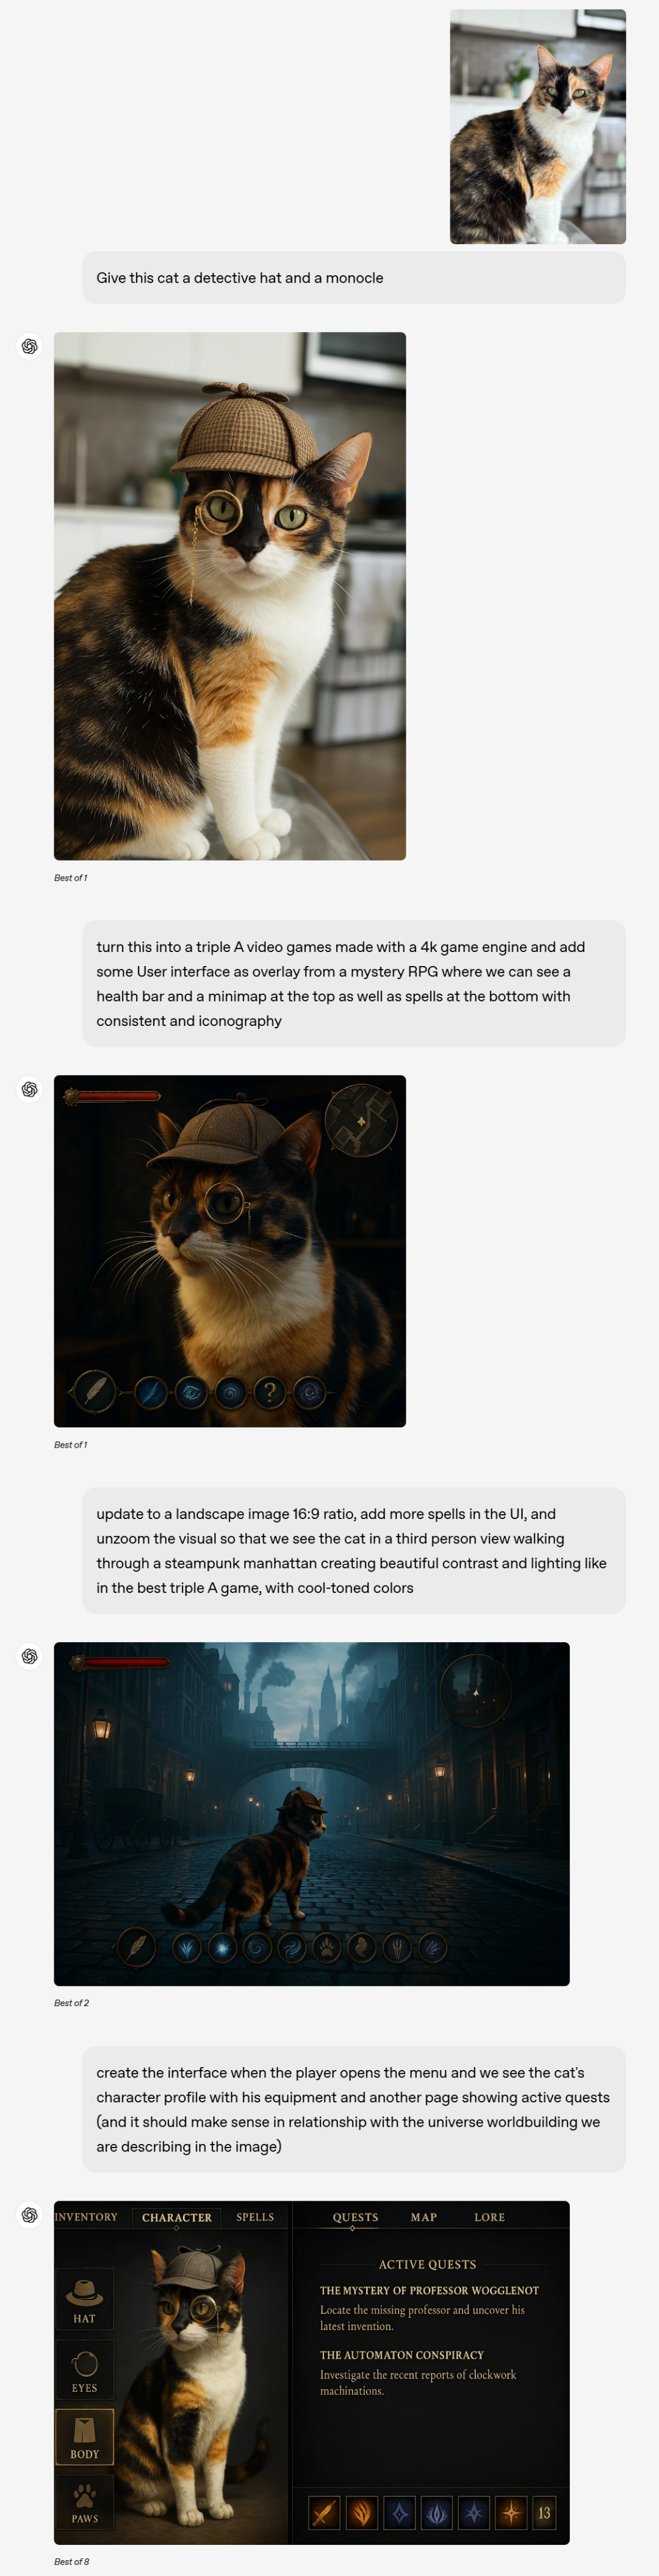 Give this cat a detective hat and a monocle
Best of 1
turn this into a triple A video games made with a 4k game engine and add
some User interface as overlay from a mystery RPG where we can see a
health bar and a minimap at the top as well as spells at the bottom with
consistent and iconography
?
Best of 1
update to a landscape image 16:9 ratio, add more spells in the UI, and
unzoom the visual so that we see the cat in a third person view walking
through a steampunk manhattan creating beautiful contrast and lighting like
in the best triple A game, with cool-toned colors
Best of 2
create the interface when the player opens the menu and we see the cat's
character profile with his equipment and another page showing active quests
(and it should make sense in relationship with the universe worldbuilding we
are describing in the image)
INVENTORY CHARACTER SPELLS
HAT
EYES
BODY
PAWS
QUESTS MAP LORE
ACTIVE QUESTS
THE MYSTERY OF PROFESSOR WOGGLENOT
Locate the missing professor and uncover his
latest invention.
THE AUTOMATON CONSPIRACY
Investigate the recent reports of clockwork
machinations.
13
Best of 8